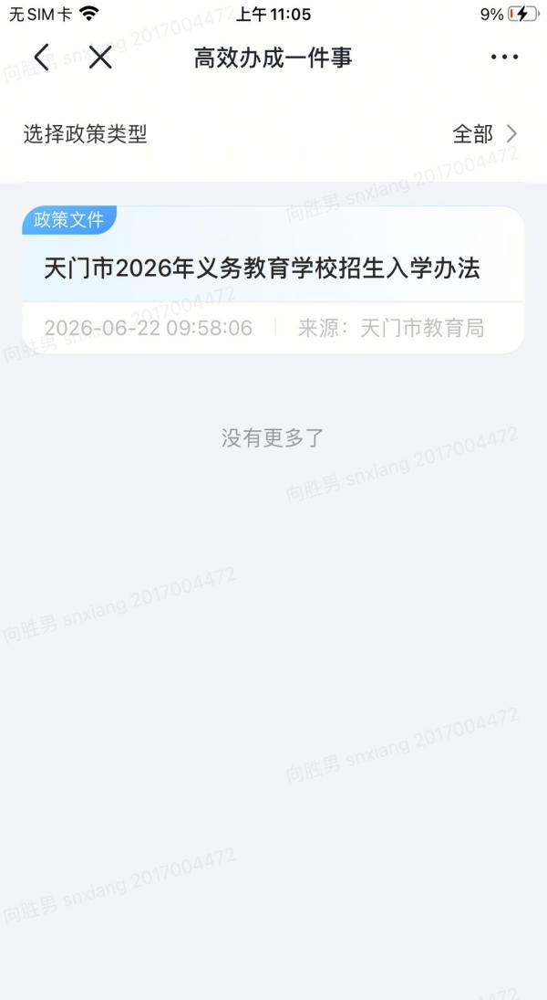 无SIM卡 上午11:05 9%
高效办成一件事
选择政策类型 全部
政策文件
天门市2026年义务教育学校招生入学办法
2026-06-22 09:58:06 来源：天门市教育局
没有更多了
向胜男 snxiang 2017004472
向胜男 snxiang 2017004472
向胜男 snxiang 2017004472
向胜男 snxiang 2017004472
向胜男 snxiang 2017004472
向胜男 snxiang 2017004472
向胜男 snxiang 2017004472